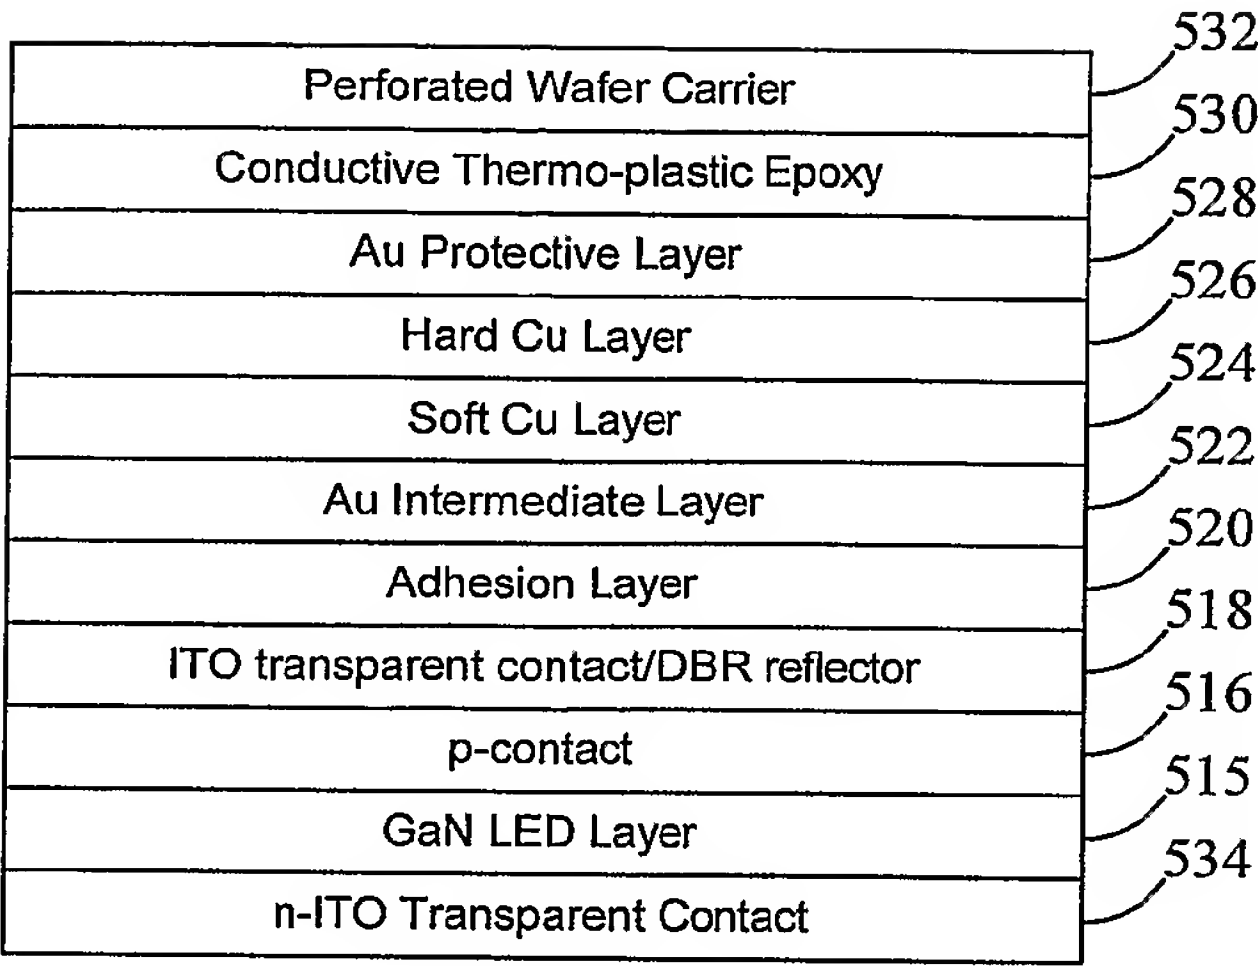 532
Perforated Wafer Carrier
530
Conductive Thermo-plastic Epoxy
528
Au Protective Layer
526
Hard Cu Layer
524
Soft Cu Layer
522
Au Intermediate Layer
520
Adhesion Layer
518
ITO transparent contact/DBR reflector
516
p-contact
515
GaN LED Layer
534
n-ITO Transparent Contact